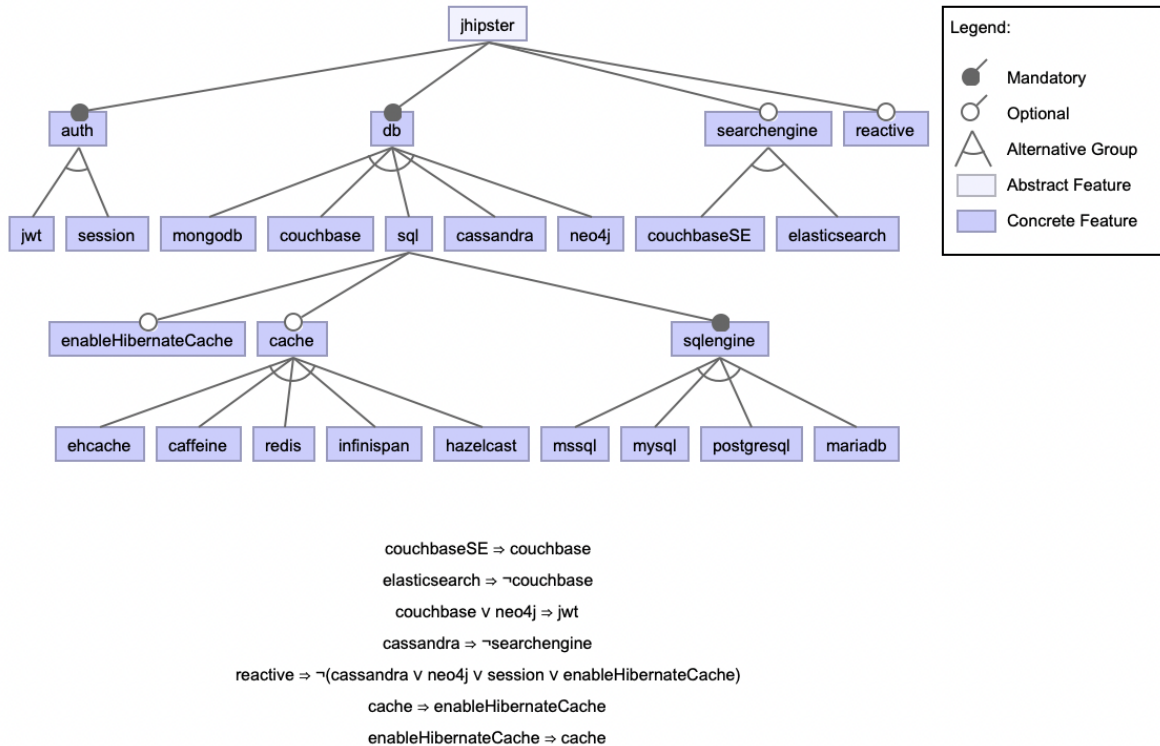 jhipster
Legend:
Mandatory
Optional
Alternative Group
Abstract Feature
Concrete Feature
auth
db
searchengine
reactive
jwt
session
mongodb
couchbase
sql
cassandra
neo4j
couchbaseSE
elasticsearch
enableHibernateCache
cache
sqlengine
ehcache
caffeine
redis
infinispan
hazelcast
mssql
mysql
postgresql
mariadb
couchbaseSE ⇒ couchbase
elasticsearch ⇒ ¬couchbase
couchbase ∨ neo4j ⇒ jwt
cassandra ⇒ ¬searchengine
reactive ⇒ ¬(cassandra ∨ neo4j ∨ session ∨ enableHibernateCache)
cache ⇒ enableHibernateCache
enableHibernateCache ⇒ cache